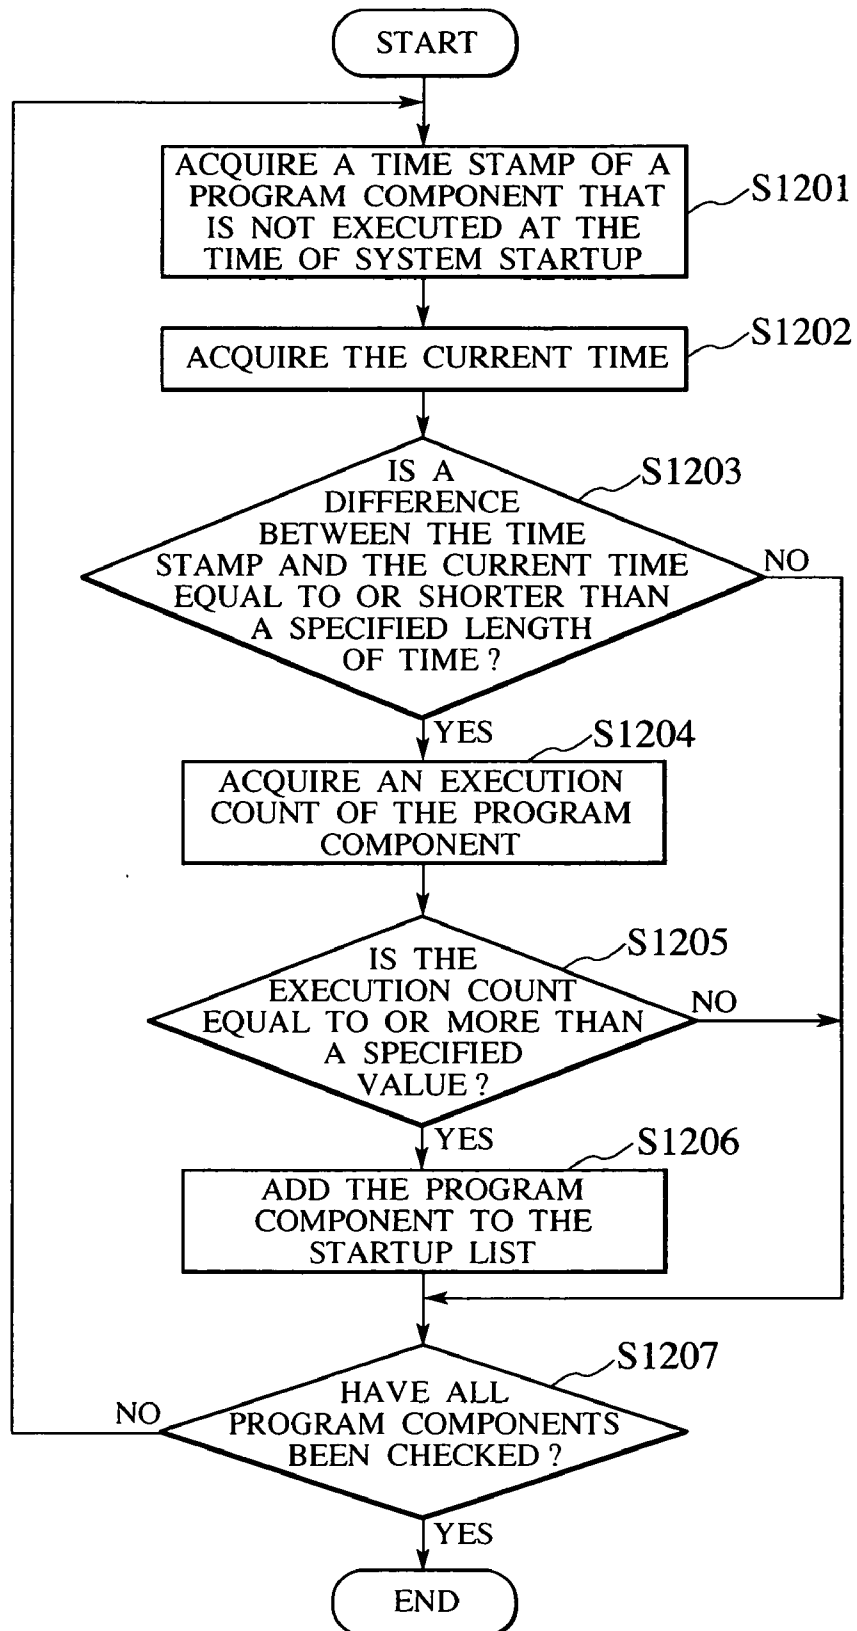 START
ACQUIRE A TIME STAMP OF A
PROGRAM COMPONENT THAT
IS NOT EXECUTED AT THE
TIME OF SYSTEM STARTUP
S1201
ACQUIRE THE CURRENT TIME
S1202
IS A
DIFFERENCE
BETWEEN THE TIME
STAMP AND THE CURRENT TIME
EQUAL TO OR SHORTER THAN
A SPECIFIED LENGTH
OF TIME?
S1203
NO
YES
ACQUIRE AN EXECUTION
COUNT OF THE PROGRAM
COMPONENT
S1204
IS THE
EXECUTION COUNT
EQUAL TO OR MORE THAN
A SPECIFIED
VALUE?
S1205
NO
YES
ADD THE PROGRAM
COMPONENT TO THE
STARTUP LIST
S1206
HAVE ALL
PROGRAM COMPONENTS
BEEN CHECKED?
S1207
NO
YES
END